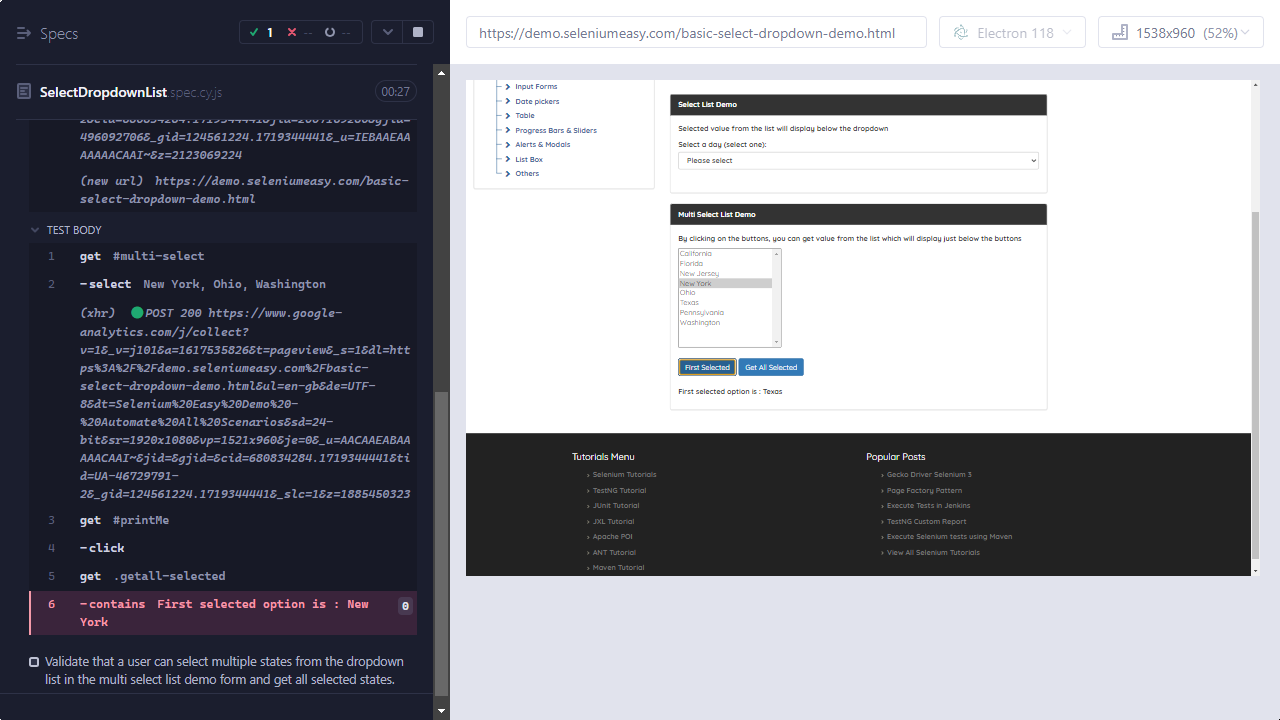 Specs
1
--
--
SelectDropdownList.spec.cy.js
00:27
496092706&_gid=124561224.1719344441&_u=IEBAAEAA
AAAAACAAI~&z=2123069224
(new url) https://demo.seleniumeasy.com/basic-
select-dropdown-demo.html
TEST BODY
1 get #multi-select
2 -select New York, Ohio, Washington
(xhr) POST 200 https://www.google-
analytics.com/j/collect?
v=1&_v=j101&a=1617535826&t=pageview&_s=1&dl=htt
ps%3A%2F%2Fdemo.seleniumeasy.com%2Fbasic-
select-dropdown-demo.html&ul=en-gb&de=UTF-
8&dt=Selenium%20Easy%20Demo%20-
%20Automate%20All%20Scenarios&sd=24-
bit&sr=1920x1080&vp=1521x960&je=0&_u=AACAAEABAA
AAAACAAI~&jid=&gjid=&cid=680834284.1719344441&ti
d=UA-46729791-
2&_gid=124561224.1719344441&_slc=1&z=1885450323
3 get #printMe
4 -click
5 get .getall-selected
6 -contains First selected option is : New
York
0
Validate that a user can select multiple states from the dropdown
list in the multi select list demo form and get all selected states.
https://demo.seleniumeasy.com/basic-select-dropdown-demo.html
Electron 118
1538x960 (52%)
Input Forms
Date pickers
Table
Progress Bars & Sliders
Alerts & Modals
List Box
Others
Select List Demo
Selected value from the list will display below the dropdown
Select a day (select one):
Please select
Multi Select List Demo
By clicking on the buttons, you can get value from the list which will display just below the buttons
California
Florida
New Jersey
New York
Ohio
Texas
Pennsylvania
Washington
First Selected
Get All Selected
First selected option is : Texas
Tutorials Menu
Selenium Tutorials
TestNG Tutorial
JUnit Tutorial
JXL Tutorial
Apache POI
ANT Tutorial
Maven Tutorial
Popular Posts
Gecko Driver Selenium 3
Page Factory Pattern
Execute Tests in Jenkins
TestNG Custom Report
Execute Selenium tests using Maven
View All Selenium Tutorials